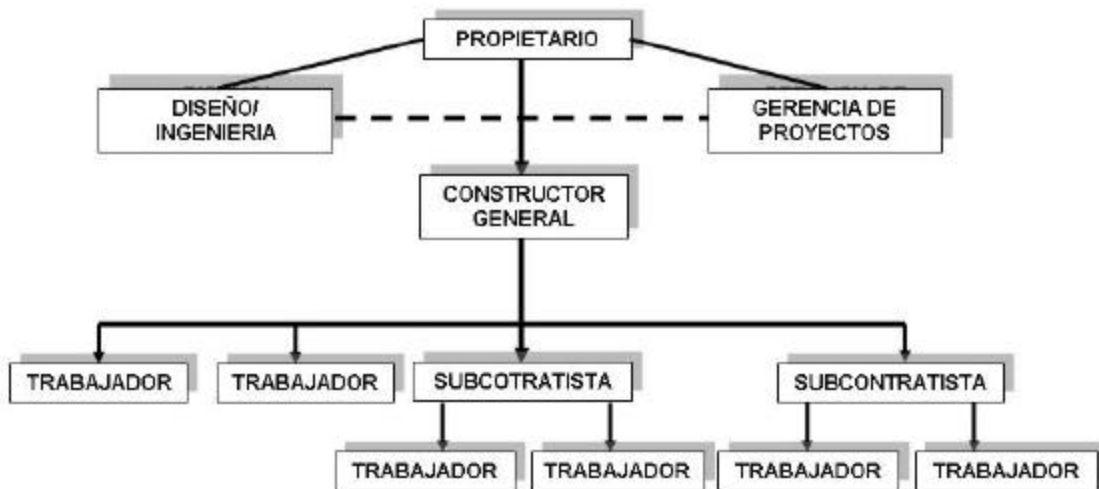 PROPIETARIO
DISEÑO/
INGENIERIA
GERENCIA DE
PROYECTOS
CONSTRUCTOR
GENERAL
TRABAJADOR
TRABAJADOR
SUBCOTRATISTA
SUBCONTRATISTA
TRABAJADOR
TRABAJADOR
TRABAJADOR
TRABAJADOR